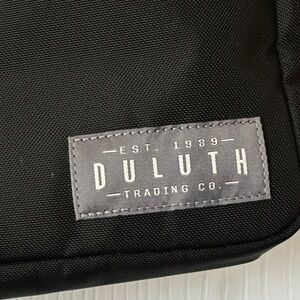 EST. 1989
DULUTH
TRADING CO.